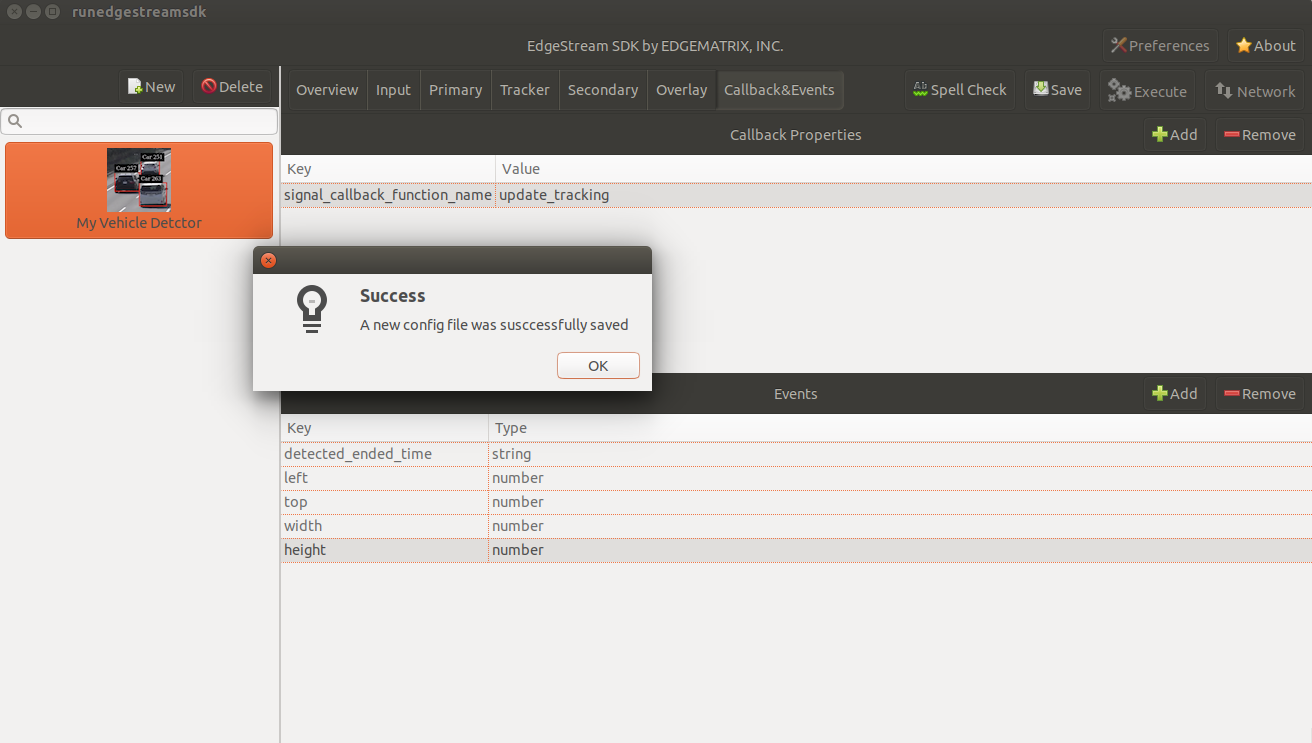 runedgestreamsdk
EdgeStream SDK by EDGEMATRIX, INC.
Preferences
About
New
Delete
Overview
Input
Primary
Tracker
Secondary
Overlay
Callback&Events
Spell Check
Save
Execute
Network
Callback Properties
Add
Remove
Key Value
signal_callback_function_name update_tracking
Car 251
Car 257
Car 263
My Vehicle Detctor
Success
A new config file was susccessfully saved
OK
Events
Add
Remove
Key Type
detected_ended_time string
left number
top number
width number
height number